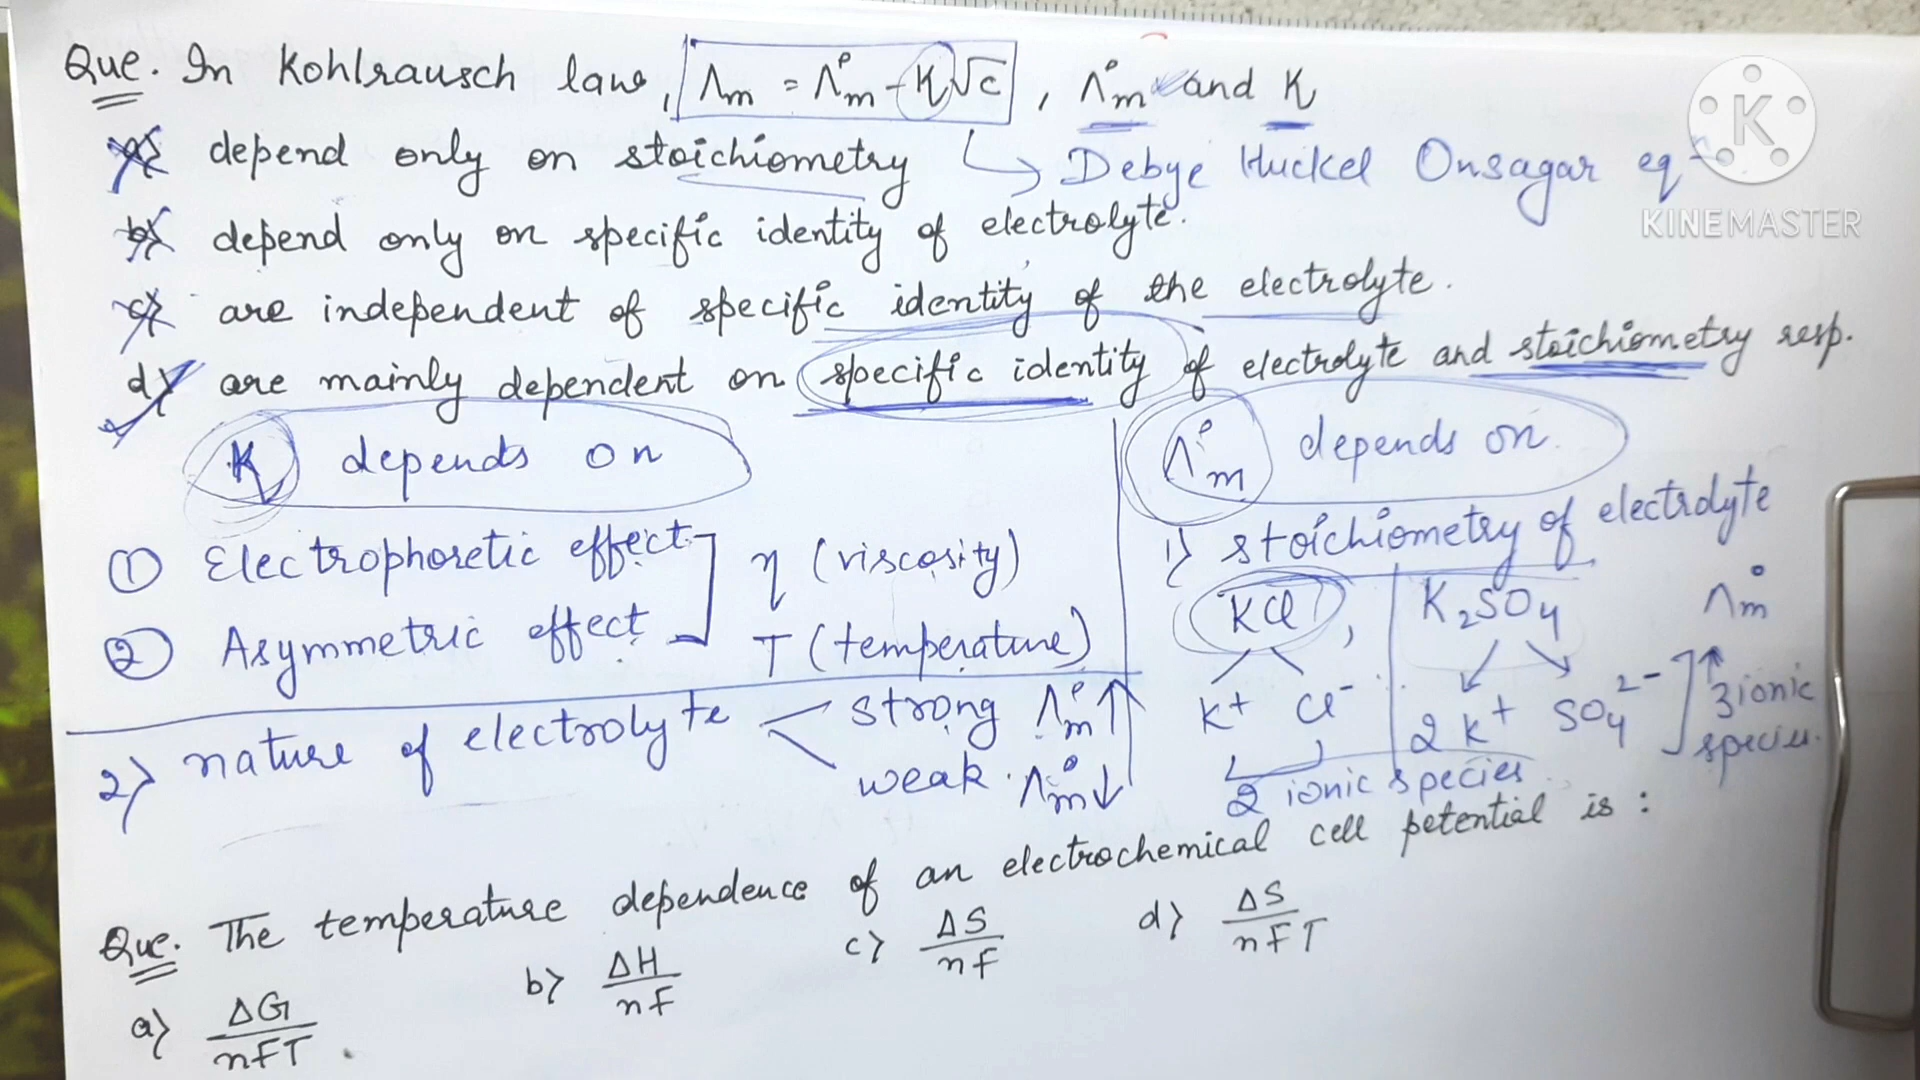 Que. In Kohlrausch law, Λm = Λ°m - K√c , Λ°m and K
a) depend only on stoichiometry
↳ Debye Huckel Onsagar eqn
b) depend only on specific identity of electrolyte.
c) are independent of specific identity of the electrolyte.
d) are mainly dependent on specific identity of electrolyte and stoichiometry resp.
K depends on
① Electrophoretic effect
② Asymmetric effect
η (viscosity)
T (temperature)
Λ°m depends on
1) stoichiometry of electrolyte
KCl ,
K+ Cl-
2 ionic species
K2SO4
2K+ SO4 2-
Λ°m ↑
3 ionic
species.
2) nature of electrolyte
strong Λ°m ↑
weak. Λ°m ↓
Que. The temperature dependence of an electrochemical cell petential is :
a) ΔG/nFT .
b) ΔH/nF
c) ΔS/nF
d) ΔS/nFT
K
KINEMASTER